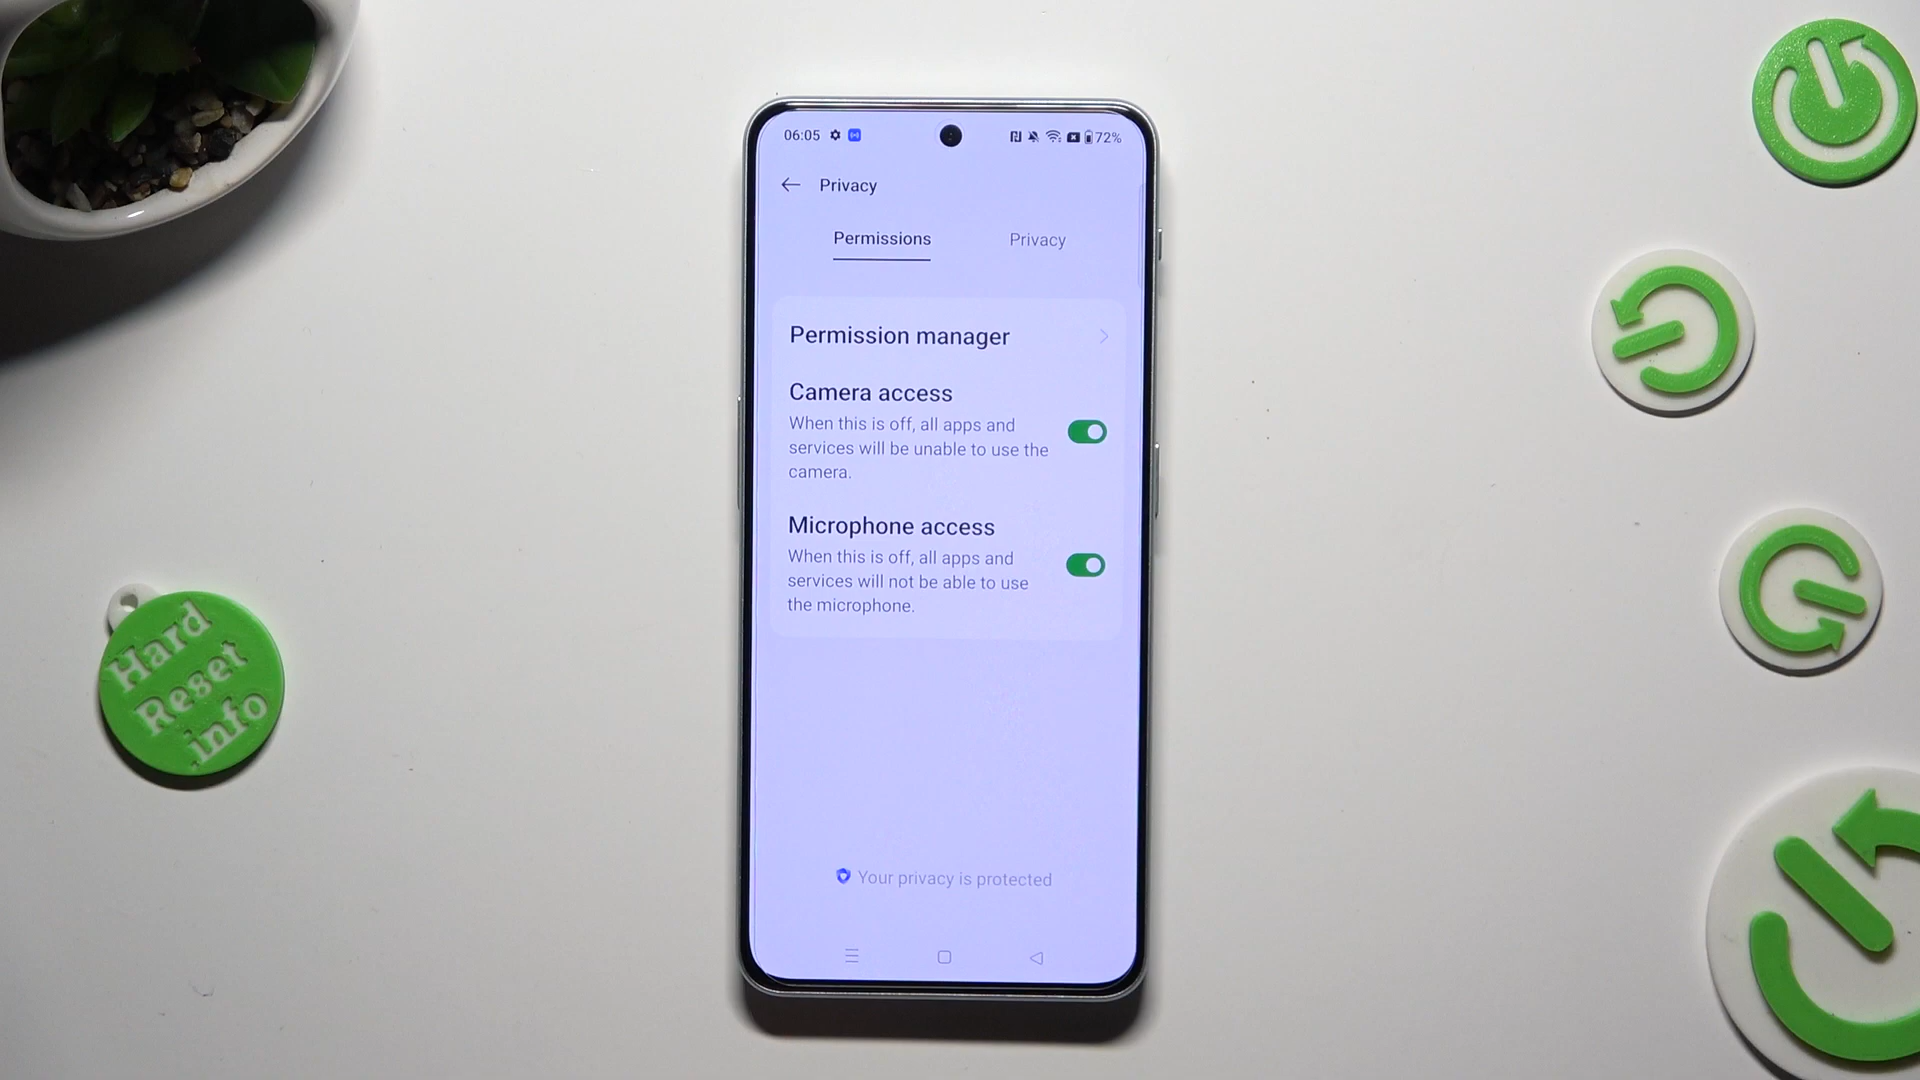 06:05
72%
Privacy
Permissions
Privacy
Permission manager
Camera access
When this is off, all apps and
services will be unable to use the
camera.
Microphone access
When this is off, all apps and
services will not be able to use
the microphone.
Your privacy is protected
Hard
Reset
.info